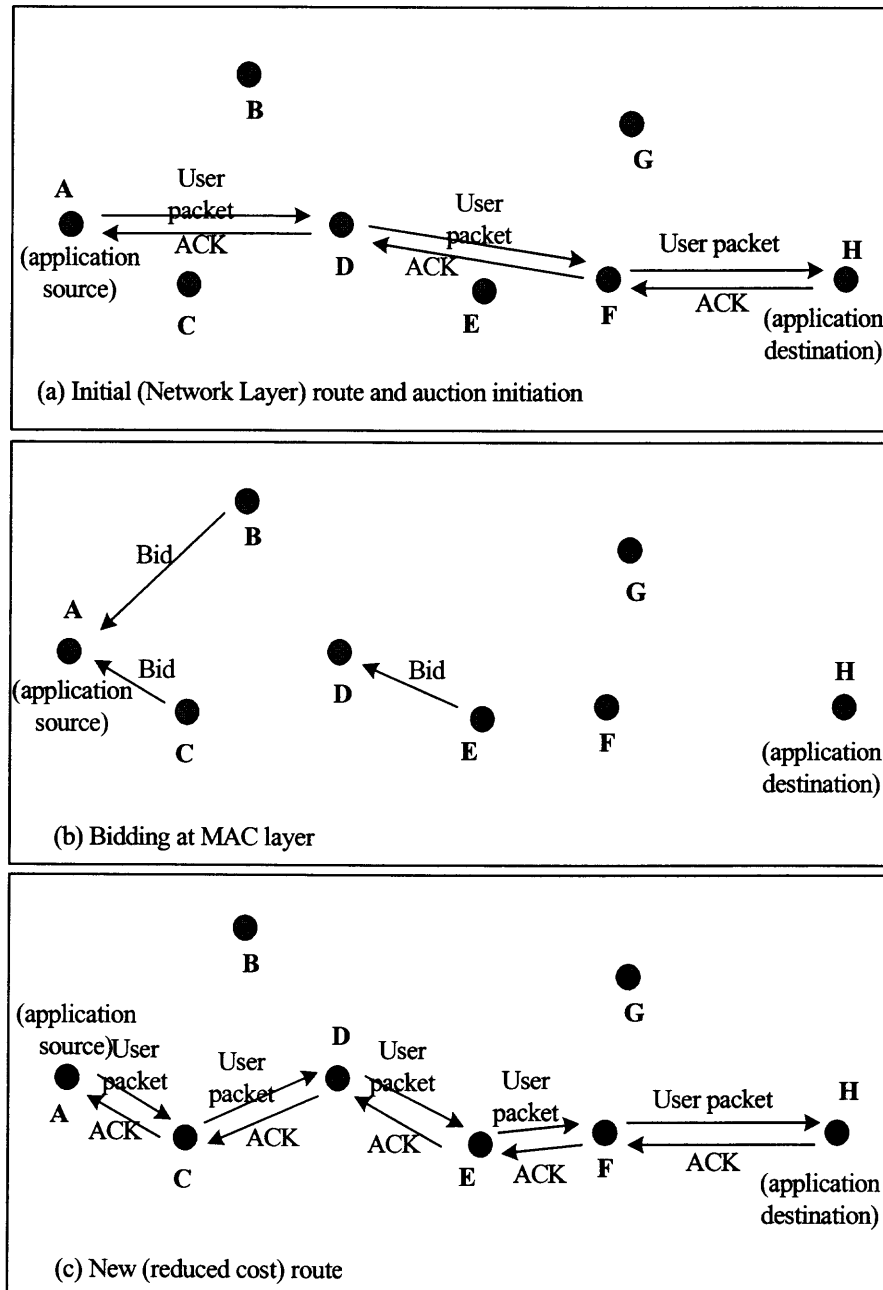 B
G
A
User
packet
ACK
(application
source)
D
C
User
packet
ACK
E
F
User packet
ACK
H
(application
destination)
(a) Initial (Network Layer) route and auction initiation
B
Bid
G
A
Bid
(application
source)
C
D
Bid
E
F
H
(application
destination)
(b) Bidding at MAC layer
B
G
(application
source)
A
User
packet
ACK
C
User
packet
ACK
D
User
packet
ACK
E
User
packet
ACK
F
User packet
ACK
H
(application
destination)
(c) New (reduced cost) route